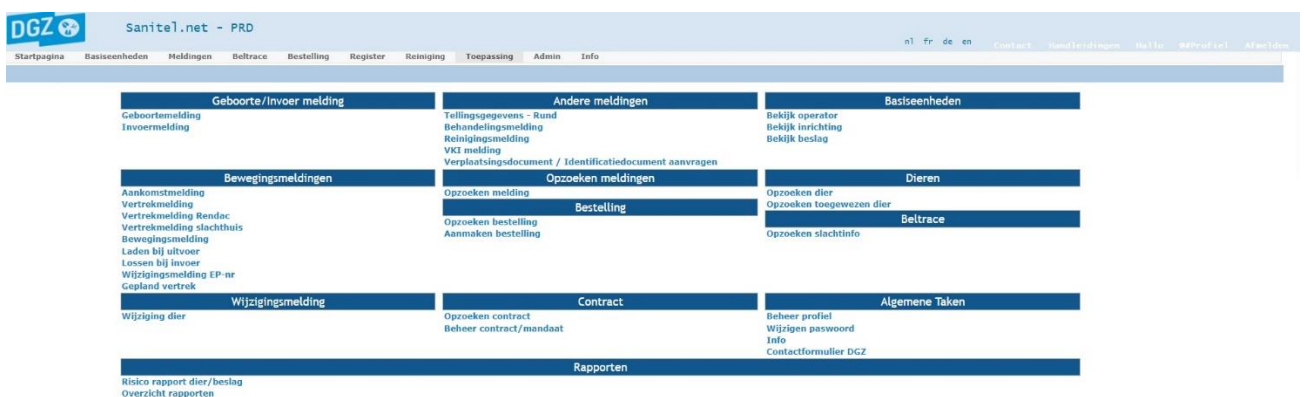 DGZ
Sanitel.net - PRD
nl fr de en
Contact Handleidingen Hallo ##Profiel Afmelden
Startpagina Basiseenheden Meldingen Beltrace Bestelling Register Reiniging Toepassing Admin Info
Geboorte/Invoer melding
Geboortemelding
Invoermelding
Andere meldingen
Tellingsgegevens - Rund
Behandelingsmelding
Reinigingsmelding
VKI melding
Verplaatsingsdocument / Identificatiedocument aanvragen
Basiseenheden
Bekijk operator
Bekijk inrichting
Bekijk beslag
Bewegingsmeldingen
Aankomstmelding
Vertrekmelding
Vertrekmelding Rendac
Vertrekmelding slachthuis
Bewegingsmelding
Laden bij uitvoer
Lossen bij invoer
Wijzigingsmelding EP-nr
Gepland vertrek
Opzoeken meldingen
Opzoeken melding
Bestelling
Opzoeken bestelling
Aanmaken bestelling
Dieren
Opzoeken dier
Opzoeken toegewezen dier
Beltrace
Opzoeken slachtinfo
Wijzigingsmelding
Wijziging dier
Contract
Opzoeken contract
Beheer contract/mandaat
Algemene Taken
Beheer profiel
Wijzigen paswoord
Info
Contactformulier DGZ
Rapporten
Risico rapport dier/beslag
Overzicht rapporten